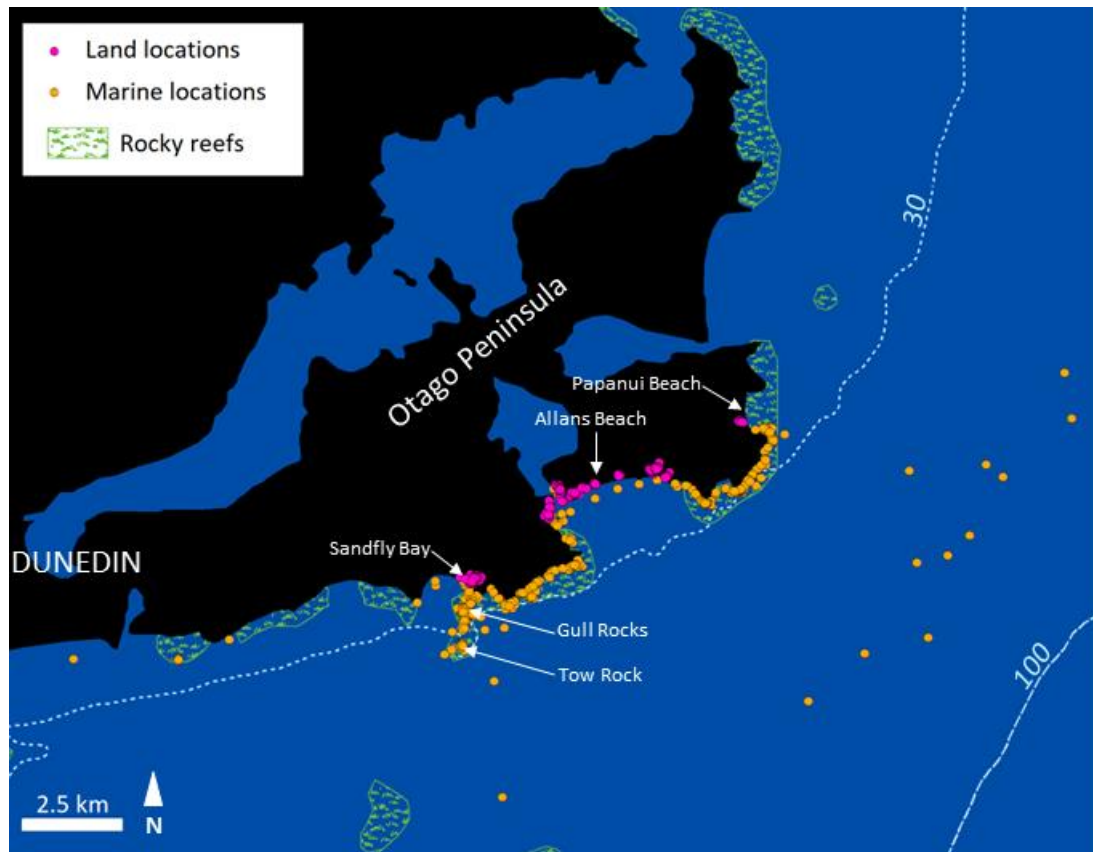 Land locations
Marine locations
Rocky reefs
30
Otago Peninsula
Papanui Beach
Allans Beach
Sandfly Bay
DUNEDIN
Gull Rocks
Tow Rock
100
2.5 km
N